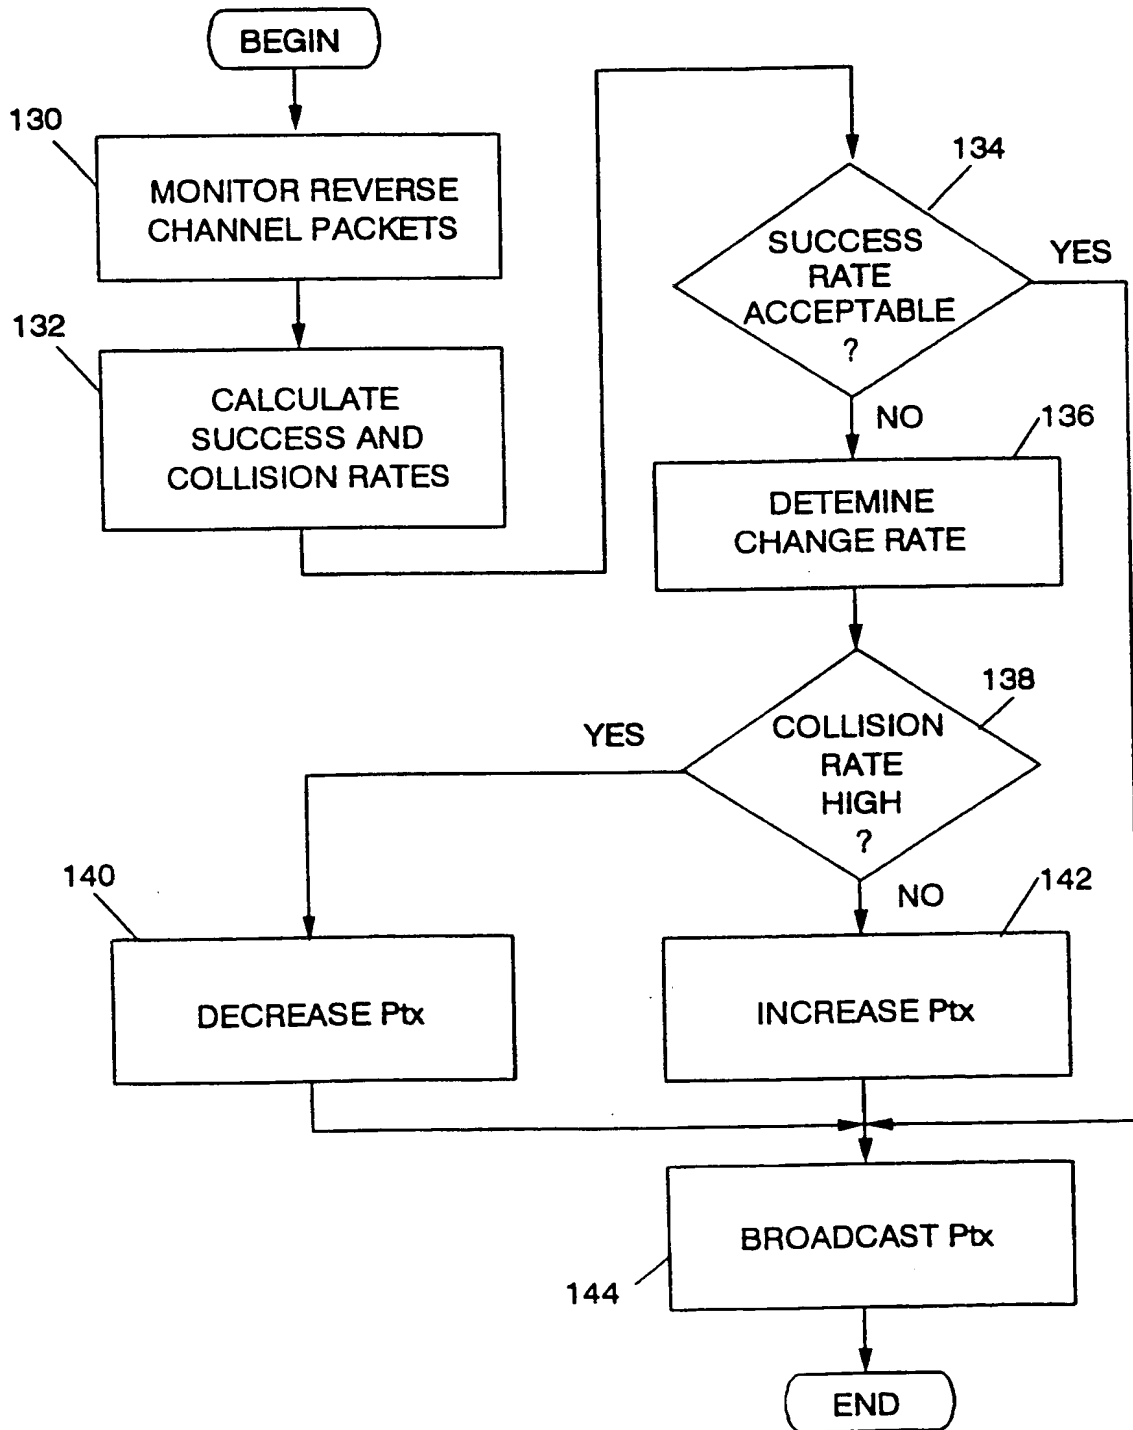 BEGIN
130
MONITOR REVERSE
CHANNEL PACKETS
132
CALCULATE
SUCCESS AND
COLLISION RATES
134
SUCCESS
RATE
ACCEPTABLE
?
YES
NO
136
DETEMINE
CHANGE RATE
138
COLLISION
RATE
HIGH
?
YES
NO
140
DECREASE Ptx
142
INCREASE Ptx
BROADCAST Ptx
144
END